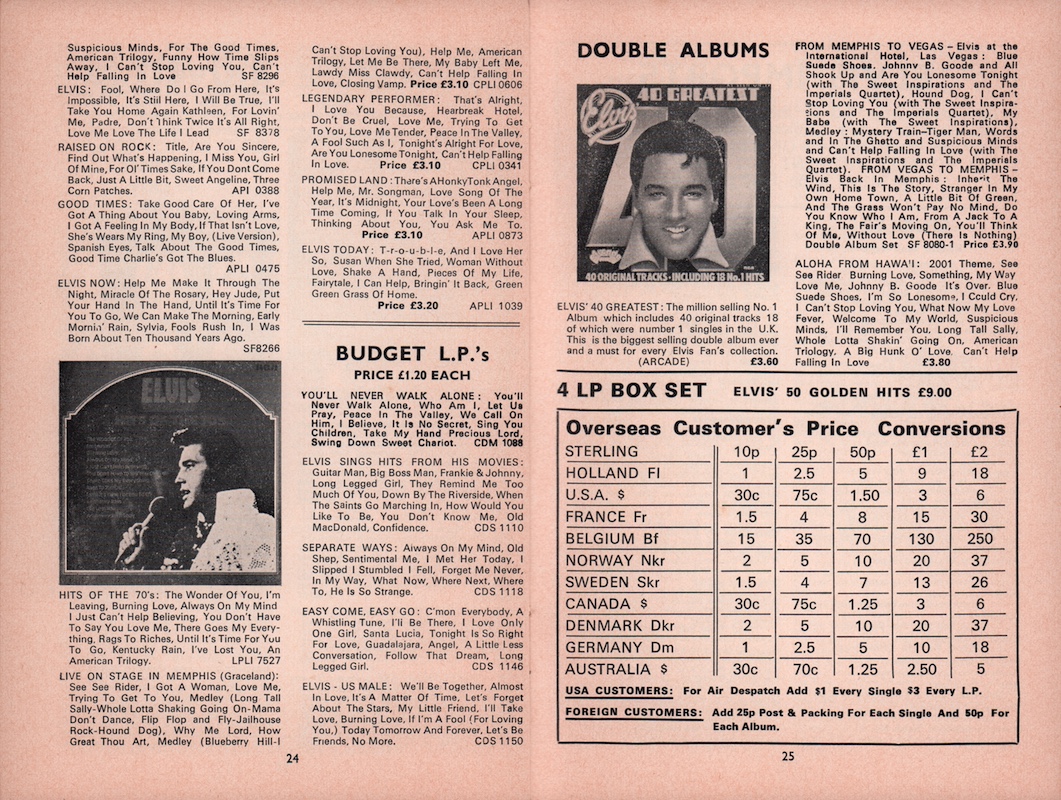 Suspicious Minds, For The Good Times,
American Trilogy, Funny How Time Slips
Away, I Can't Stop Loving You, Can't
Help Falling In Love SF 8296
ELVIS: Fool, Where Do I Go From Here, It's
Impossible, It's Still Here, I Will Be True, I'll
Take You Home Again Kathleen, For Lovin'
Me, Padre, Don't Think Twice It's All Right,
Love Me Love The Life I Lead SF 8378
RAISED ON ROCK: Title, Are You Sincere,
Find Out What's Happening, I Miss You, Girl
Of Mine, For Ol' Times Sake, If You Dont Come
Back, Just A Little Bit, Sweet Angeline, Three
Corn Patches. API 0388
GOOD TIMES: Take Good Care Of Her, I've
Got A Thing About You Baby, Loving Arms,
I Got A Feeling In My Body, If That Isn't Love,
She's Wears My Ring, My Boy, (Live Version),
Spanish Eyes, Talk About The Good Times,
Good Time Charlie's Got The Blues.
APLI 0475
ELVIS NOW: Help Me Make It Through The
Night, Miracle Of The Rosary, Hey Jude, Put
Your Hand In The Hand, Until It's Time For
You To Go, We Can Make The Morning, Early
Mornin' Rain, Sylvia, Fools Rush In, I Was
Born About Ten Thousand Years Ago.
SF8266
ELVIS
HITS OF THE 70's: The Wonder Of You, I'm
Leaving, Burning Love, Always On My Mind
I Just Can't Help Believing, You Don't Have
To Say You Love Me, There Goes My Every-
thing, Rags To Riches, Until It's Time For You
To Go, Kentucky Rain, I've Lost You, An
American Trilogy. LPLI 7527
LIVE ON STAGE IN MEMPHIS (Graceland):
See See Rider, I Got A Woman, Love Me,
Trying To Get To You, Medley (Long Tall
Sally-Whole Lotta Shaking Going On-Mama
Don't Dance, Flip Flop and Fly-Jailhouse
Rock-Hound Dog), Why Me Lord, How
Great Thou Art, Medley (Blueberry Hill-I
Can't Stop Loving You), Help Me, American
Trilogy, Let Me Be There, My Baby Left Me,
Lawdy Miss Clawdy, Can't Help Falling In
Love, Closing Vamp. Price £3.10 CPLI 0606
LEGENDARY PERFORMER: That's Alright,
I Love You Because, Hearbreak Hotel,
Don't Be Cruel, Love Me, Trying To Get
To You, Love Me Tender, Peace In The Valley,
A Fool Such As I, Tonight's Alright For Love,
Are You Lonesome Tonight, Can't Help Falling
In Love. Price £3.10 CPLI 0341
PROMISED LAND: There's A Honky Tonk Angel,
Help Me, Mr. Songman, Love Song Of The
Year, It's Midnight, Your Love's Been A Long
Time Coming, If You Talk In Your Sleep,
Thinking About You, You Ask Me To.
Price £3.10 APLI 0873
ELVIS TODAY: T-r-o-u-b-l-e, And I Love Her
So, Susan When She Tried, Woman Without
Love, Shake A Hand, Pieces Of My Life,
Fairytale, I Can Help, Bringin' It Back, Green
Green Grass Of Home.
Price £3.20 APLI 1039
BUDGET L.P.'s
PRICE £1.20 EACH
YOU'LL NEVER WALK ALONE: You'll
Never Walk Alone, Who Am I, Let Us
Pray, Peace In The Valley, We Call On
Him, I Believe, It Is No Secret, Sing You
Children, Take My Hand Precious Lord,
Swing Down Sweet Chariot. CDM 1088
ELVIS SINGS HITS FROM HIS MOVIES:
Guitar Man, Big Boss Man, Frankie & Johnny,
Long Legged Girl, They Remind Me Too
Much Of You, Down By The Riverside, When
The Saints Go Marching In, How Would You
Like To Be, You Don't Know Me, Old
MacDonald, Confidence. CDS 1110
SEPARATE WAYS: Always On My Mind, Old
Shep, Sentimental Me, I Met Her Today, I
Slipped I Stumbled I Fell, Forget Me Never,
In My Way, What Now, Where Next, Where
To, He Is So Strange. CDS 1118
EASY COME, EASY GO: C'mon Everybody, A
Whistling Tune, I'll Be There, I Love Only
One Girl, Santa Lucia, Tonight Is So Right
For Love, Guadalajara, Angel, A Little Less
Conversation, Follow That Dream, Long
Legged Girl. CDS 1146
ELVIS - US MALE: We'll Be Together, Almost
In Love, It's A Matter Of Time, Let's Forget
About The Stars, My Little Friend, I'll Take
Love, Burning Love, If I'm A Fool (For Loving
You,) Today Tomorrow And Forever, Let's Be
Friends, No More. CDS 1150
24
DOUBLE ALBUMS
Elvis 40 GREATEST
40
40 ORIGINAL TRACKS · INCLUDING 18 No.1 HITS
ELVIS' 40 GREATEST: The million selling No. 1
Album which includes 40 original tracks 18
of which were number 1 singles in the U.K.
This is the biggest selling double album ever
and a must for every Elvis Fan's collection.
(ARCADE) £3.60
FROM MEMPHIS TO VEGAS – Elvis at the
International Hotel, Las Vegas: Blue
Suede Shoes, Johnny B. Goode and All
Shook Up and Are You Lonesome Tonight
(with The Sweet Inspirations and The
Imperials Quartet), Hound Dog, I Can't
Stop Loving You (with The Sweet Inspira-
tions and The Imperials Quartet), My
Babe (with The Sweet Inspirations),
Medley: Mystery Train–Tiger Man, Words
and In The Ghetto and Suspicious Minds
and Can't Help Falling In Love (with The
Sweet Inspirations and The Imperials
Quartet). FROM VEGAS TO MEMPHIS –
Elvis Back In Memphis: Inherit The
Wind, This Is The Story, Stranger In My
Own Home Town, A Little Bit Of Green,
And The Grass Won't Pay No Mind, Do
You Know Who I Am, From A Jack To A
King, The Fair's Moving On, You'll Think
Of Me, Without Love (There Is Nothing)
Double Album Set SF 8080-1 Price £3.90
ALOHA FROM HAWAII: 2001 Theme, See
See Rider Burning Love, Something, My Way
Love Me, Johnny B. Goode It's Over, Blue
Suede Shoes, I'm So Lonesome, I Could Cry,
I Can't Stop Loving You, What Now My Love
Fever, Welcome To My World, Suspicious
Minds, I'll Remember You, Long Tall Sally,
Whole Lotta Shakin' Going On, American
Triology, A Big Hunk O' Love, Can't Help
Falling In Love £3.80
4 LP BOX SET ELVIS' 50 GOLDEN HITS £9.00
Overseas Customer's Price Conversions
STERLING 10p 25p 50p £1 £2
HOLLAND Fl 1 2.5 5 9 18
U.S.A. $ 30c 75c 1.50 3 6
FRANCE Fr 1.5 4 8 15 30
BELGIUM Bf 15 35 70 130 250
NORWAY Nkr 2 5 10 20 37
SWEDEN Skr 1.5 4 7 13 26
CANADA $ 30c 75c 1.25 3 6
DENMARK Dkr 2 5 10 20 37
GERMANY Dm 1 2.5 5 10 18
AUSTRALIA $ 30c 70c 1.25 2.50 5
USA CUSTOMERS: For Air Despatch Add $1 Every Single $3 Every L.P.
FOREIGN CUSTOMERS: Add 25p Post & Packing For Each Single And 50p For
Each Album.
25